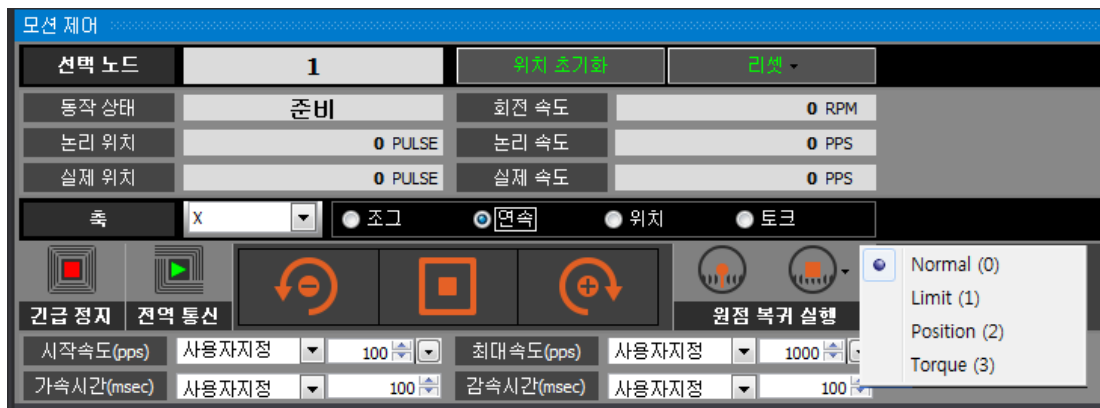 모션 제어
선택 노드 1 위치 초기화 리셋
동작 상태 준비 회전 속도 0 RPM
논리 위치 0 PULSE 논리 속도 0 PPS
실제 위치 0 PULSE 실제 속도 0 PPS
축 X 조그 연속 위치 토크
긴급 정지 전역 통신 원점 복귀 실행
Normal (0)
Limit (1)
Position (2)
Torque (3)
시작속도(pps) 사용자지정 100 최대속도(pps) 사용자지정 1000
가속시간(msec) 사용자지정 100 감속시간(msec) 사용자지정 100